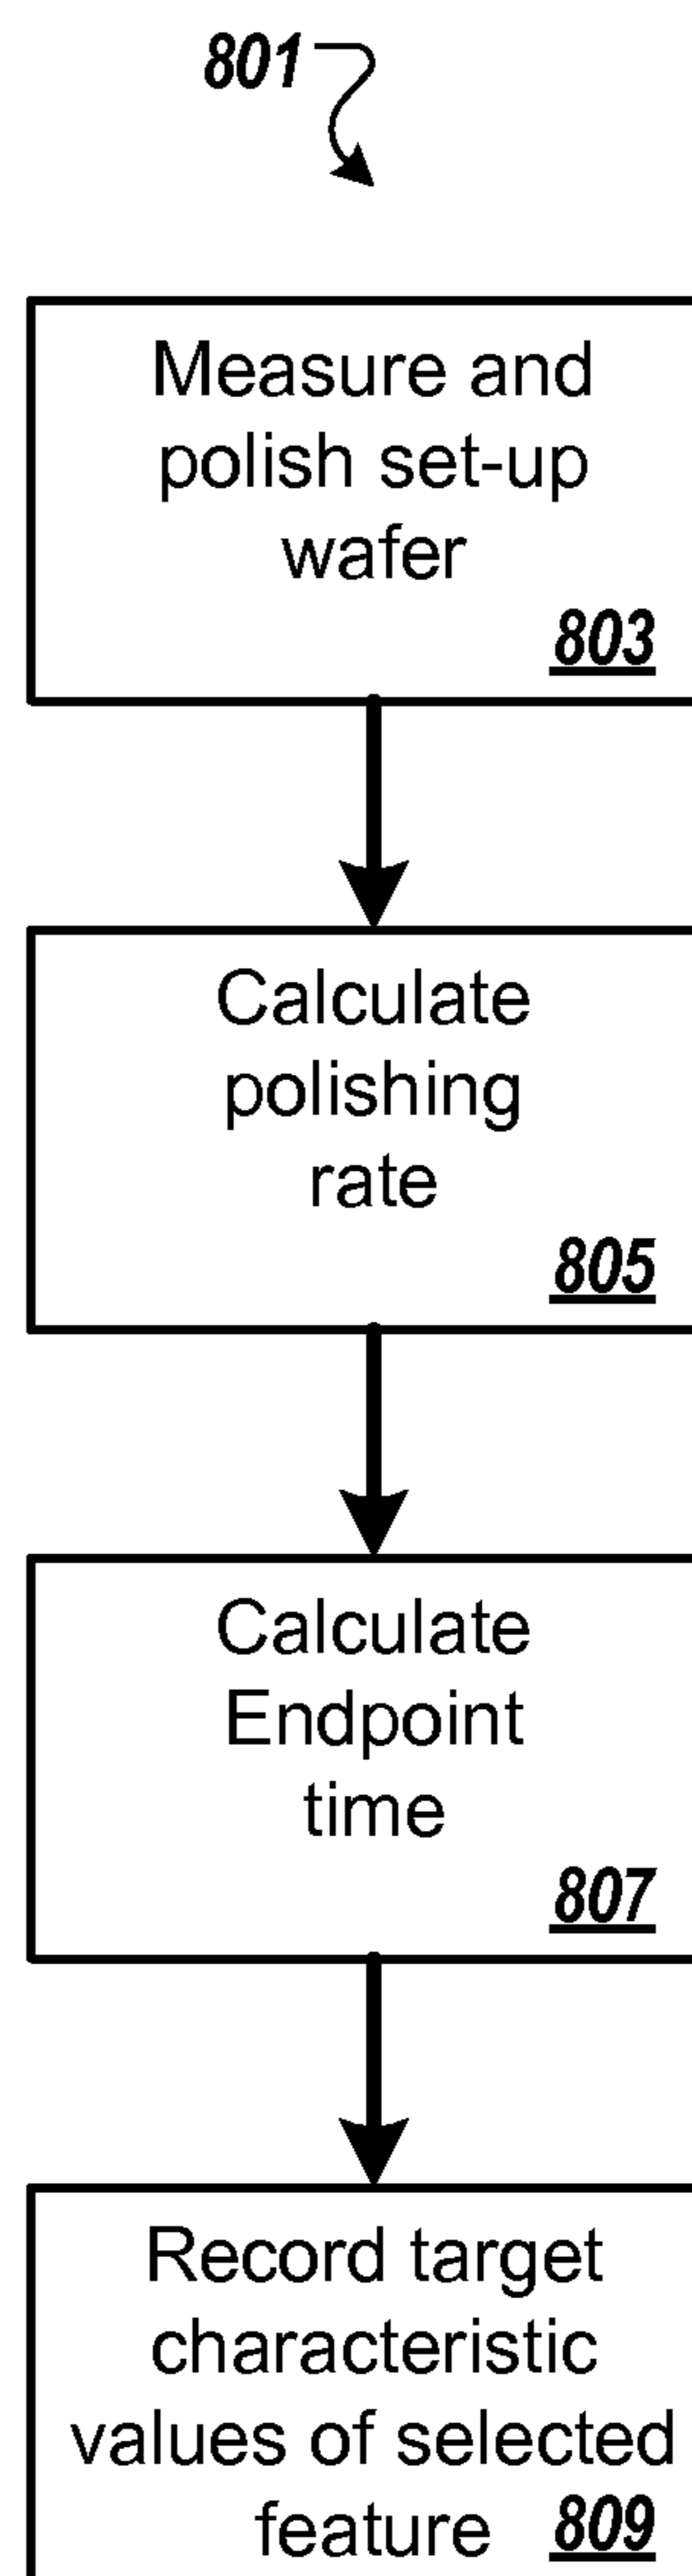 801
Measure and
polish set-up
wafer
803
Calculate
polishing
rate
805
Calculate
Endpoint
time
807
Record target
characteristic
values of selected
feature 809